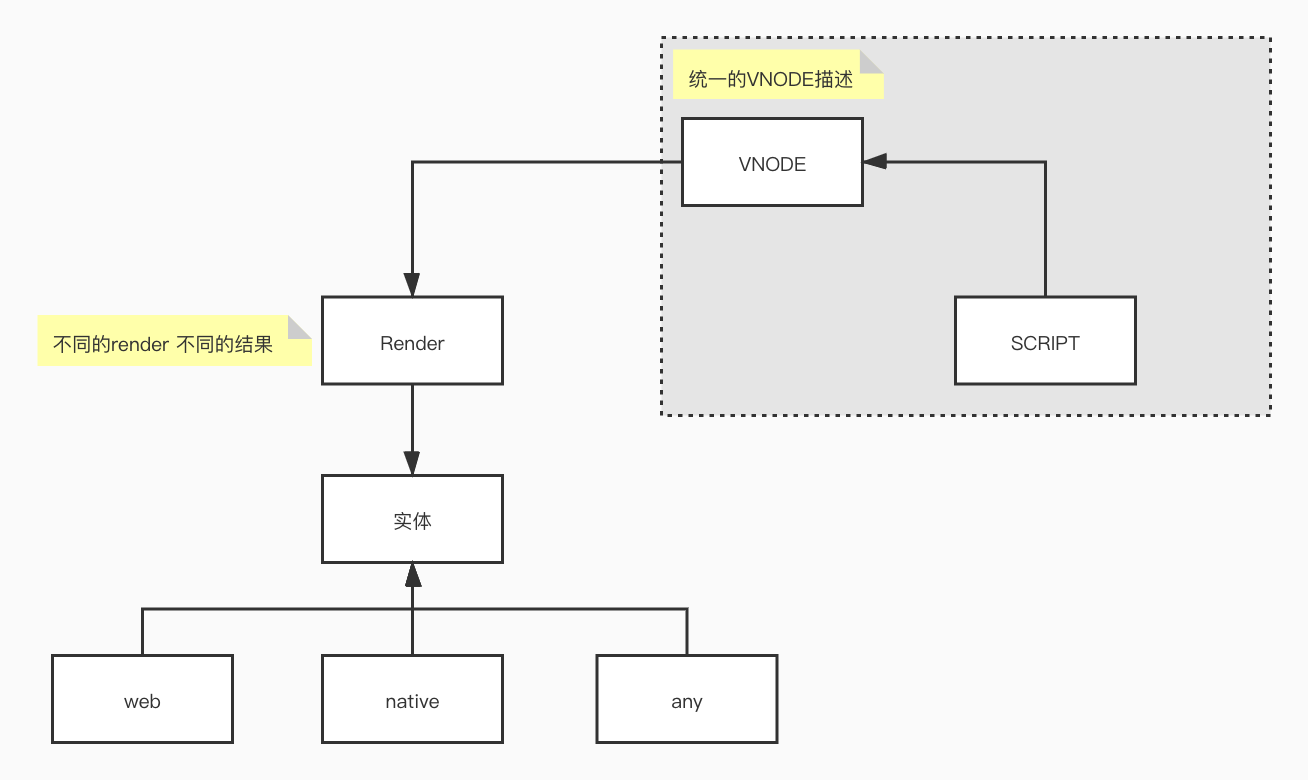 统一的VNODE描述
VNODE
不同的render 不同的结果
Render
SCRIPT
实体
web
native
any